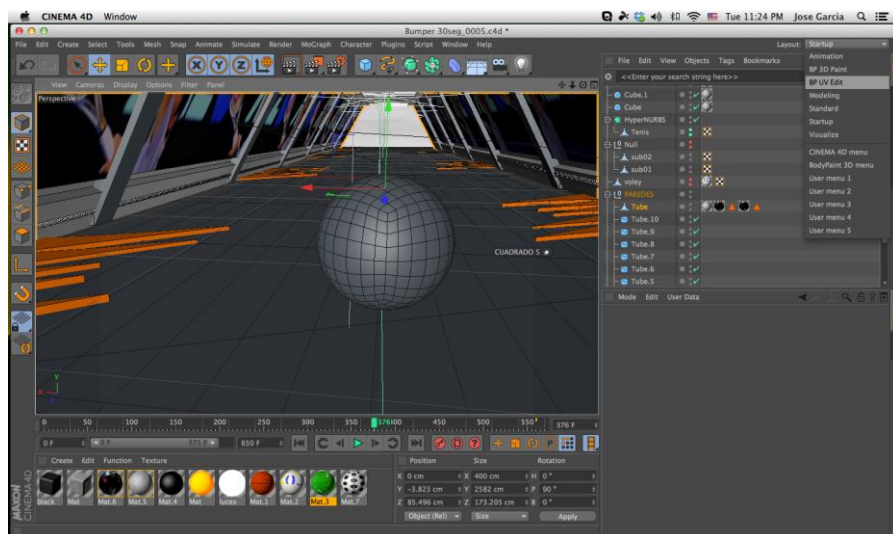 CINEMA 4D Window
Tue 11:24 PM Jose Garcia
Bumper 30seg_0005.c4d *
File Edit Create Select Tools Mesh Snap Animate Simulate Render MoGraph Character Plugins Script Window Help
Layout: Startup
View Cameras Display Options Filter Panel
Perspective
CUADRADO 5
Y
X
File Edit View Objects Tags Bookmarks
<<Enter your search string here>>
Cube.1
Cube
HyperNURBS
Tenis
Null
sub02
sub01
voley
PAREDES
Tube
Tube.10
Tube.9
Tube.8
Tube.7
Tube.6
Tube.5
Animation
BP 3D Paint
BP UV Edit
Modeling
Standard
Startup
Visualize
CINEMA 4D menu
BodyPaint 3D menu
User menu 1
User menu 2
User menu 3
User menu 4
User menu 5
Mode Edit User Data
0 50 100 150 200 250 300 350 376 00 450 500 550 376 F
0 F 0 F 571 F 650 F
Create Edit Function Texture
black Mat Mat.6 Mat.5 Mat.4 Mat luces Mat.1 Mat.2 Mat.3 Mat.7
Position Size Rotation
X 0 cm X 400 cm H 0 °
Y -3.823 cm Y 2582 cm P 90 °
Z 85.496 cm Z 173.205 cm B 0 °
Object (Rel) Size Apply
MAXON
CINEMA 4D